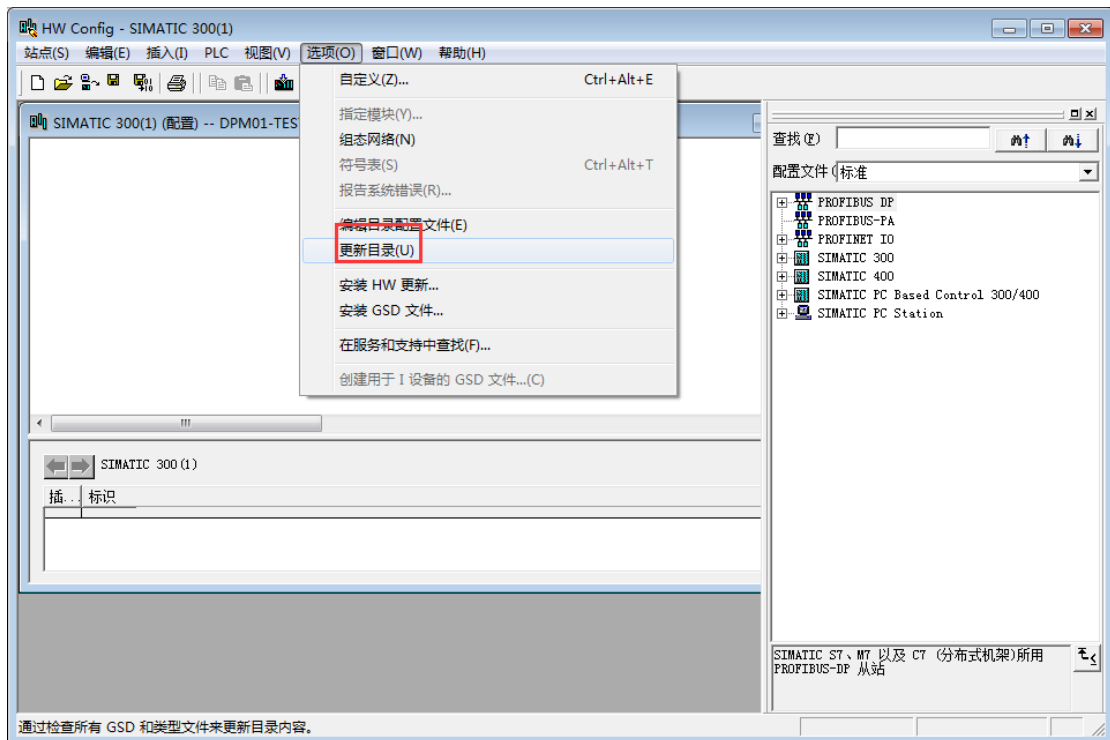 HW Config - SIMATIC 300(1)
站点(S) 编辑(E) 插入(I) PLC 视图(V) 选项(O) 窗口(W) 帮助(H)
自定义(Z)... Ctrl+Alt+E
指定模块(Y)...
组态网络(N)
符号表(S) Ctrl+Alt+T
报告系统错误(R)...
编辑目录配置文件(E)
更新目录(U)
安装 HW 更新...
安装 GSD 文件...
在服务和支持中查找(F)...
创建用于 I 设备的 GSD 文件...(C)
SIMATIC 300(1) (配置) -- DPM01-TES
SIMATIC 300(1)
插... 标识
查找(F)
配置文件( 标准
PROFIBUS DP
PROFIBUS-PA
PROFINET IO
SIMATIC 300
SIMATIC 400
SIMATIC PC Based Control 300/400
SIMATIC PC Station
SIMATIC S7、M7 以及 C7 (分布式机架)所用
PROFIBUS-DP 从站
通过检查所有 GSD 和类型文件来更新目录内容。